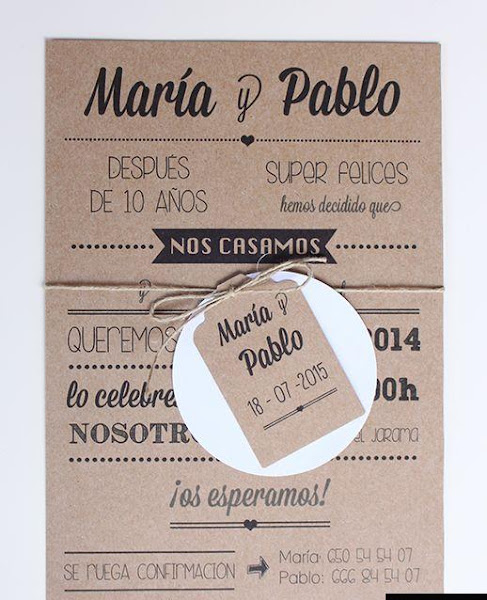 María y Pablo
DESPUÉS
DE 10 AÑOS
SUPER FELICES
hemos decidido que
NOS CASAMOS
y
QUEREMOS
2014
lo celebre
00h
NOSOTRO
EL JARAMA
María y
Pablo
18 - 07 - 2015
¡os esperamos!
SE RUEGA CONFIRMACIÓN
María: 650 54 54 07
Pablo: 666 84 54 07